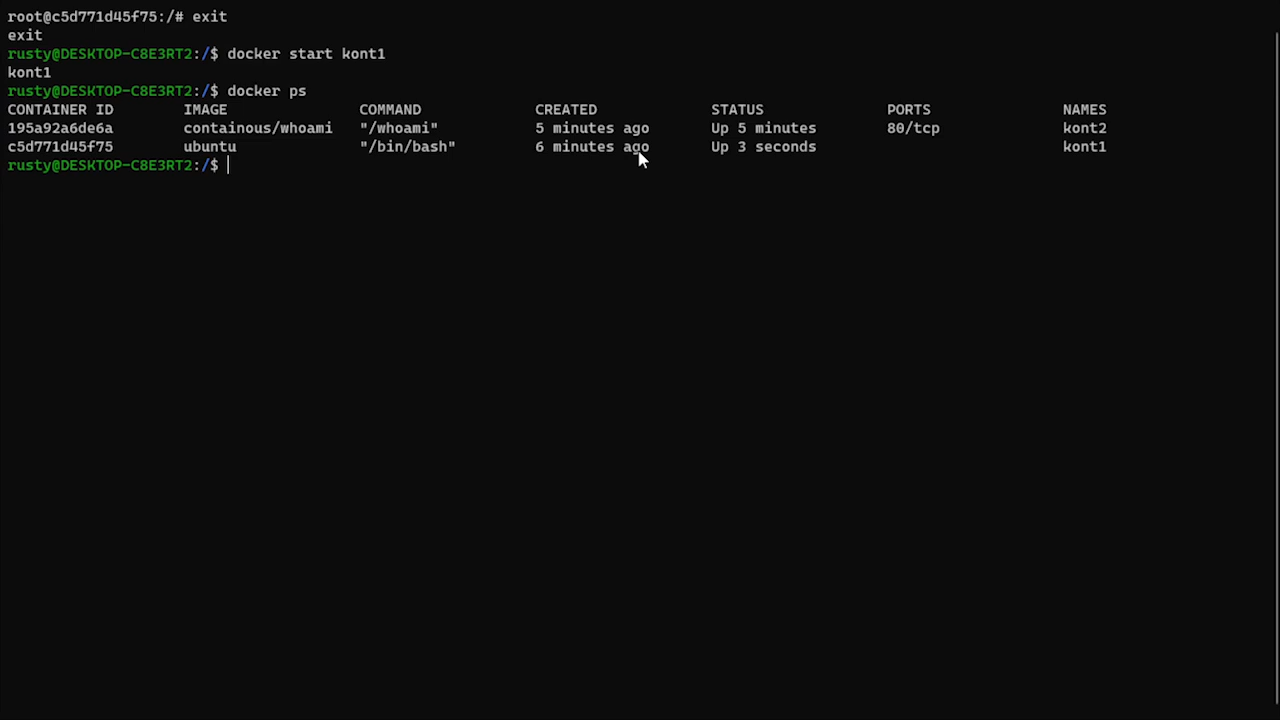 root@c5d771d45f75:/# exit
exit
rusty@DESKTOP-C8E3RT2:/$ docker start kont1
kont1
rusty@DESKTOP-C8E3RT2:/$ docker ps
CONTAINER ID        IMAGE               COMMAND             CREATED             STATUS              PORTS               NAMES
195a92a6de6a        containous/whoami   "/whoami"           5 minutes ago       Up 5 minutes        80/tcp              kont2
c5d771d45f75        ubuntu              "/bin/bash"         6 minutes ago       Up 3 seconds                            kont1
rusty@DESKTOP-C8E3RT2:/$